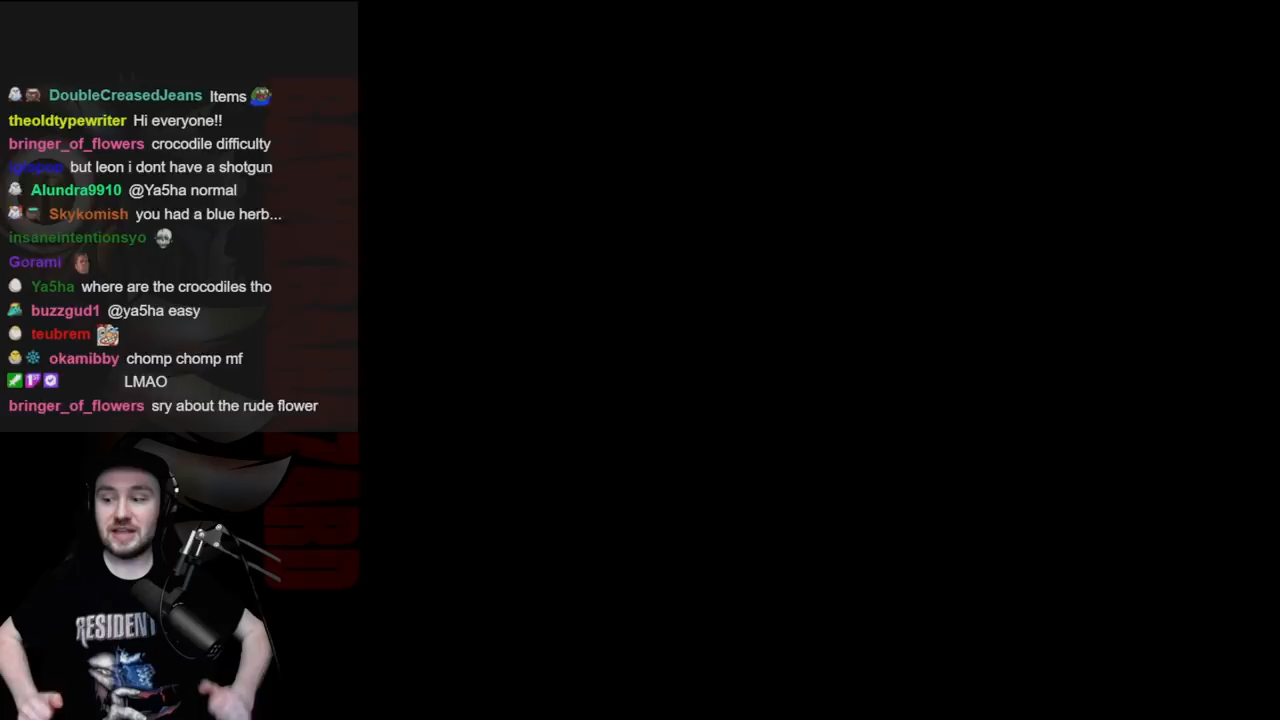 DoubleCreasedJeans Items
theoldtypewriter Hi everyone!!
bringer_of_flowers crocodile difficulty
but leon i dont have a shotgun
Alundra9910 @Ya5ha normal
Skykomish you had a blue herb...
insaneintentionsyo
Gorami
Ya5ha where are the crocodiles tho
buzzgud1 @ya5ha easy
teubrem
okamibby chomp chomp mf
LMAO
bringer_of_flowers sry about the rude flower
RESIDENT